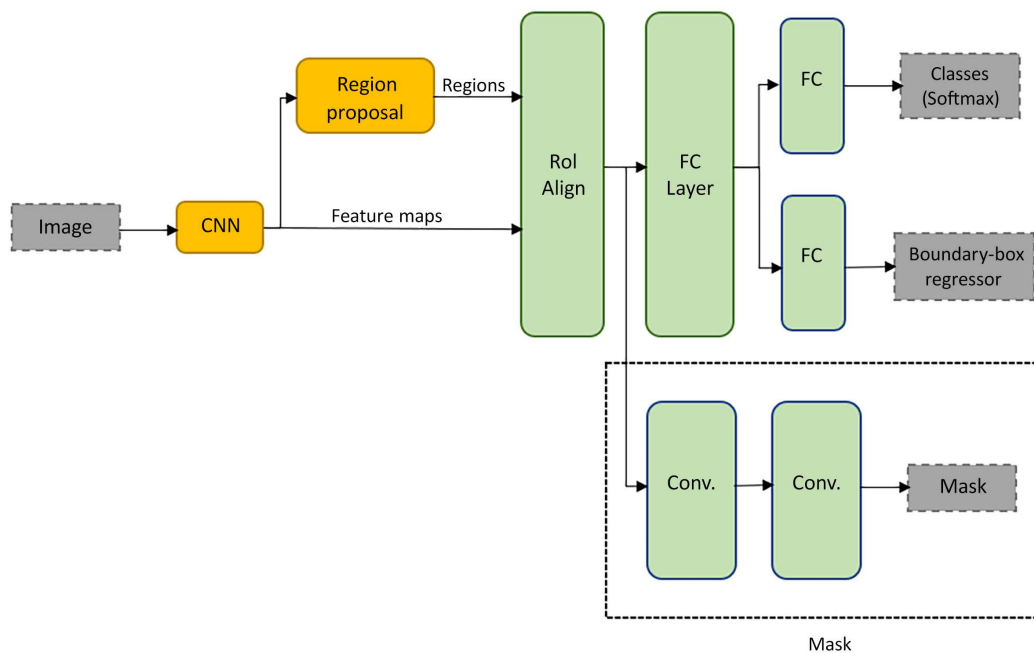 Image
CNN
Region
proposal
Regions
Feature maps
RoI
Align
FC
Layer
FC
Classes
(Softmax)
FC
Boundary-box
regressor
Conv.
Conv.
Mask
Mask